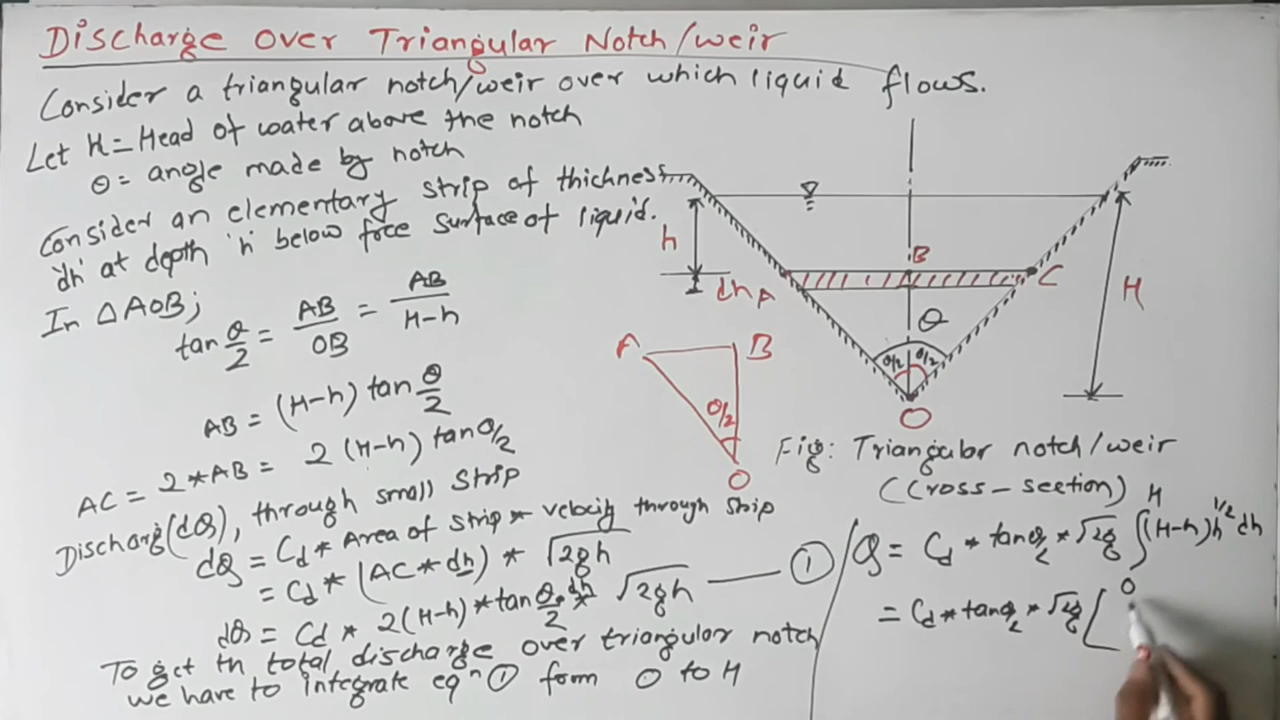 Discharge Over Triangular Notch/weir
Consider a triangular notch/weir over which liquid flows.
Let H = Head of water above the notch
θ = angle made by notch
Consider an elementary strip of thickness
'dh' at depth 'h' below free surface of liquid.
In △AOB;
tan θ/2 = AB/OB = AB/H-h
AB = (H-h) tan θ/2
AC = 2*AB = 2 (H-h) tan θ/2
Discharg(dQ), through small Strip
dQ = Cd * Area of strip * velocity through strip
= Cd * (AC * dh) * √2gh
dQ = Cd * 2(H-h) * tan θ/2 * dh * √2gh —— ①
To get th total discharge over triangular notch
we have to integrate eqⁿ ① form 0 to H
h
dh
A
B
C
H
θ
θ/2
θ/2
O
A
B
θ/2
O
Fig: Triangular notch/weir
(Cross-section)
Q = Cd * tan θ/2 * √2g ∫₀ᴴ (H-h) h^1/2 dh
= Cd * tan θ/2 * √2g [